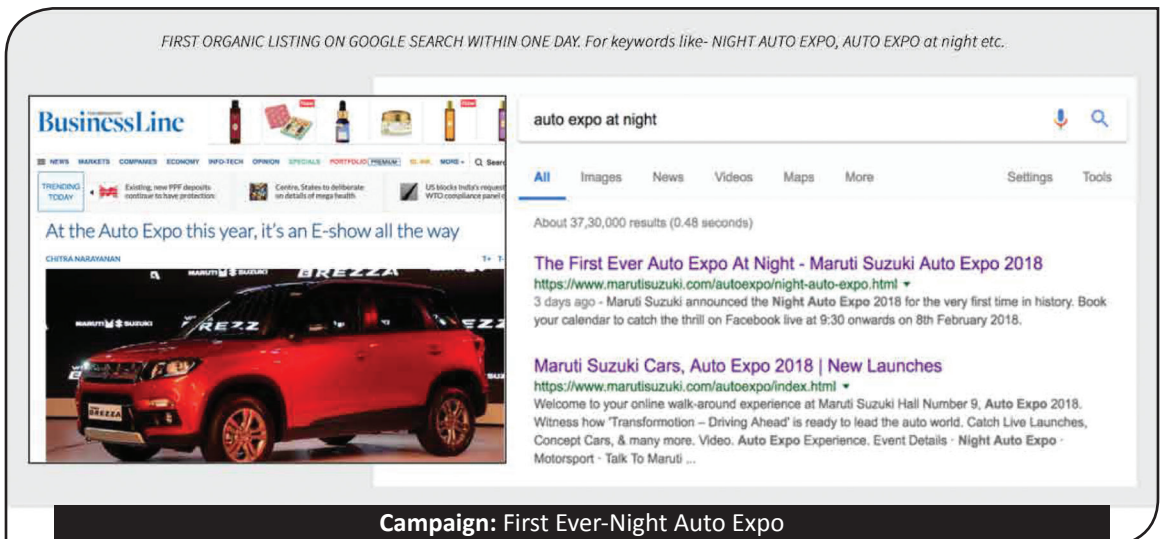 FIRST ORGANIC LISTING ON GOOGLE SEARCH WITHIN ONE DAY. For keywords like- NIGHT AUTO EXPO, AUTO EXPO at night etc.
BusinessLine
NEWS MARKETS COMPANIES ECONOMY INFO-TECH OPINION SPECIALS PORTFOLIO PREMIUM MORE
TRENDING
TODAY
Existing, new PPF deposits
continue to have protection:
Centre, States to deliberate
on details of mega health
US blocks India's request
WTO compliance panel
At the Auto Expo this year, it's an E-show all the way
CHITRA NARAYANAN
T+ T-
MARUTI SUZUKI
BREZZA
MARUTI SUZUKI
BREZZA
auto expo at night
All Images News Videos Maps More Settings Tools
About 37,30,000 results (0.48 seconds)
The First Ever Auto Expo At Night - Maruti Suzuki Auto Expo 2018
https://www.marutisuzuki.com/autoexpo/night-auto-expo.html
3 days ago - Maruti Suzuki announced the Night Auto Expo 2018 for the very first time in history. Book
your calendar to catch the thrill on Facebook live at 9:30 onwards on 8th February 2018.
Maruti Suzuki Cars, Auto Expo 2018 | New Launches
https://www.marutisuzuki.com/autoexpo/index.html
Welcome to your online walk-around experience at Maruti Suzuki Hall Number 9, Auto Expo 2018.
Witness how 'Transformotion – Driving Ahead' is ready to lead the auto world. Catch Live Launches,
Concept Cars, & many more. Video. Auto Expo Experience. Event Details · Night Auto Expo ·
Motorsport · Talk To Maruti ...
Campaign: First Ever-Night Auto Expo